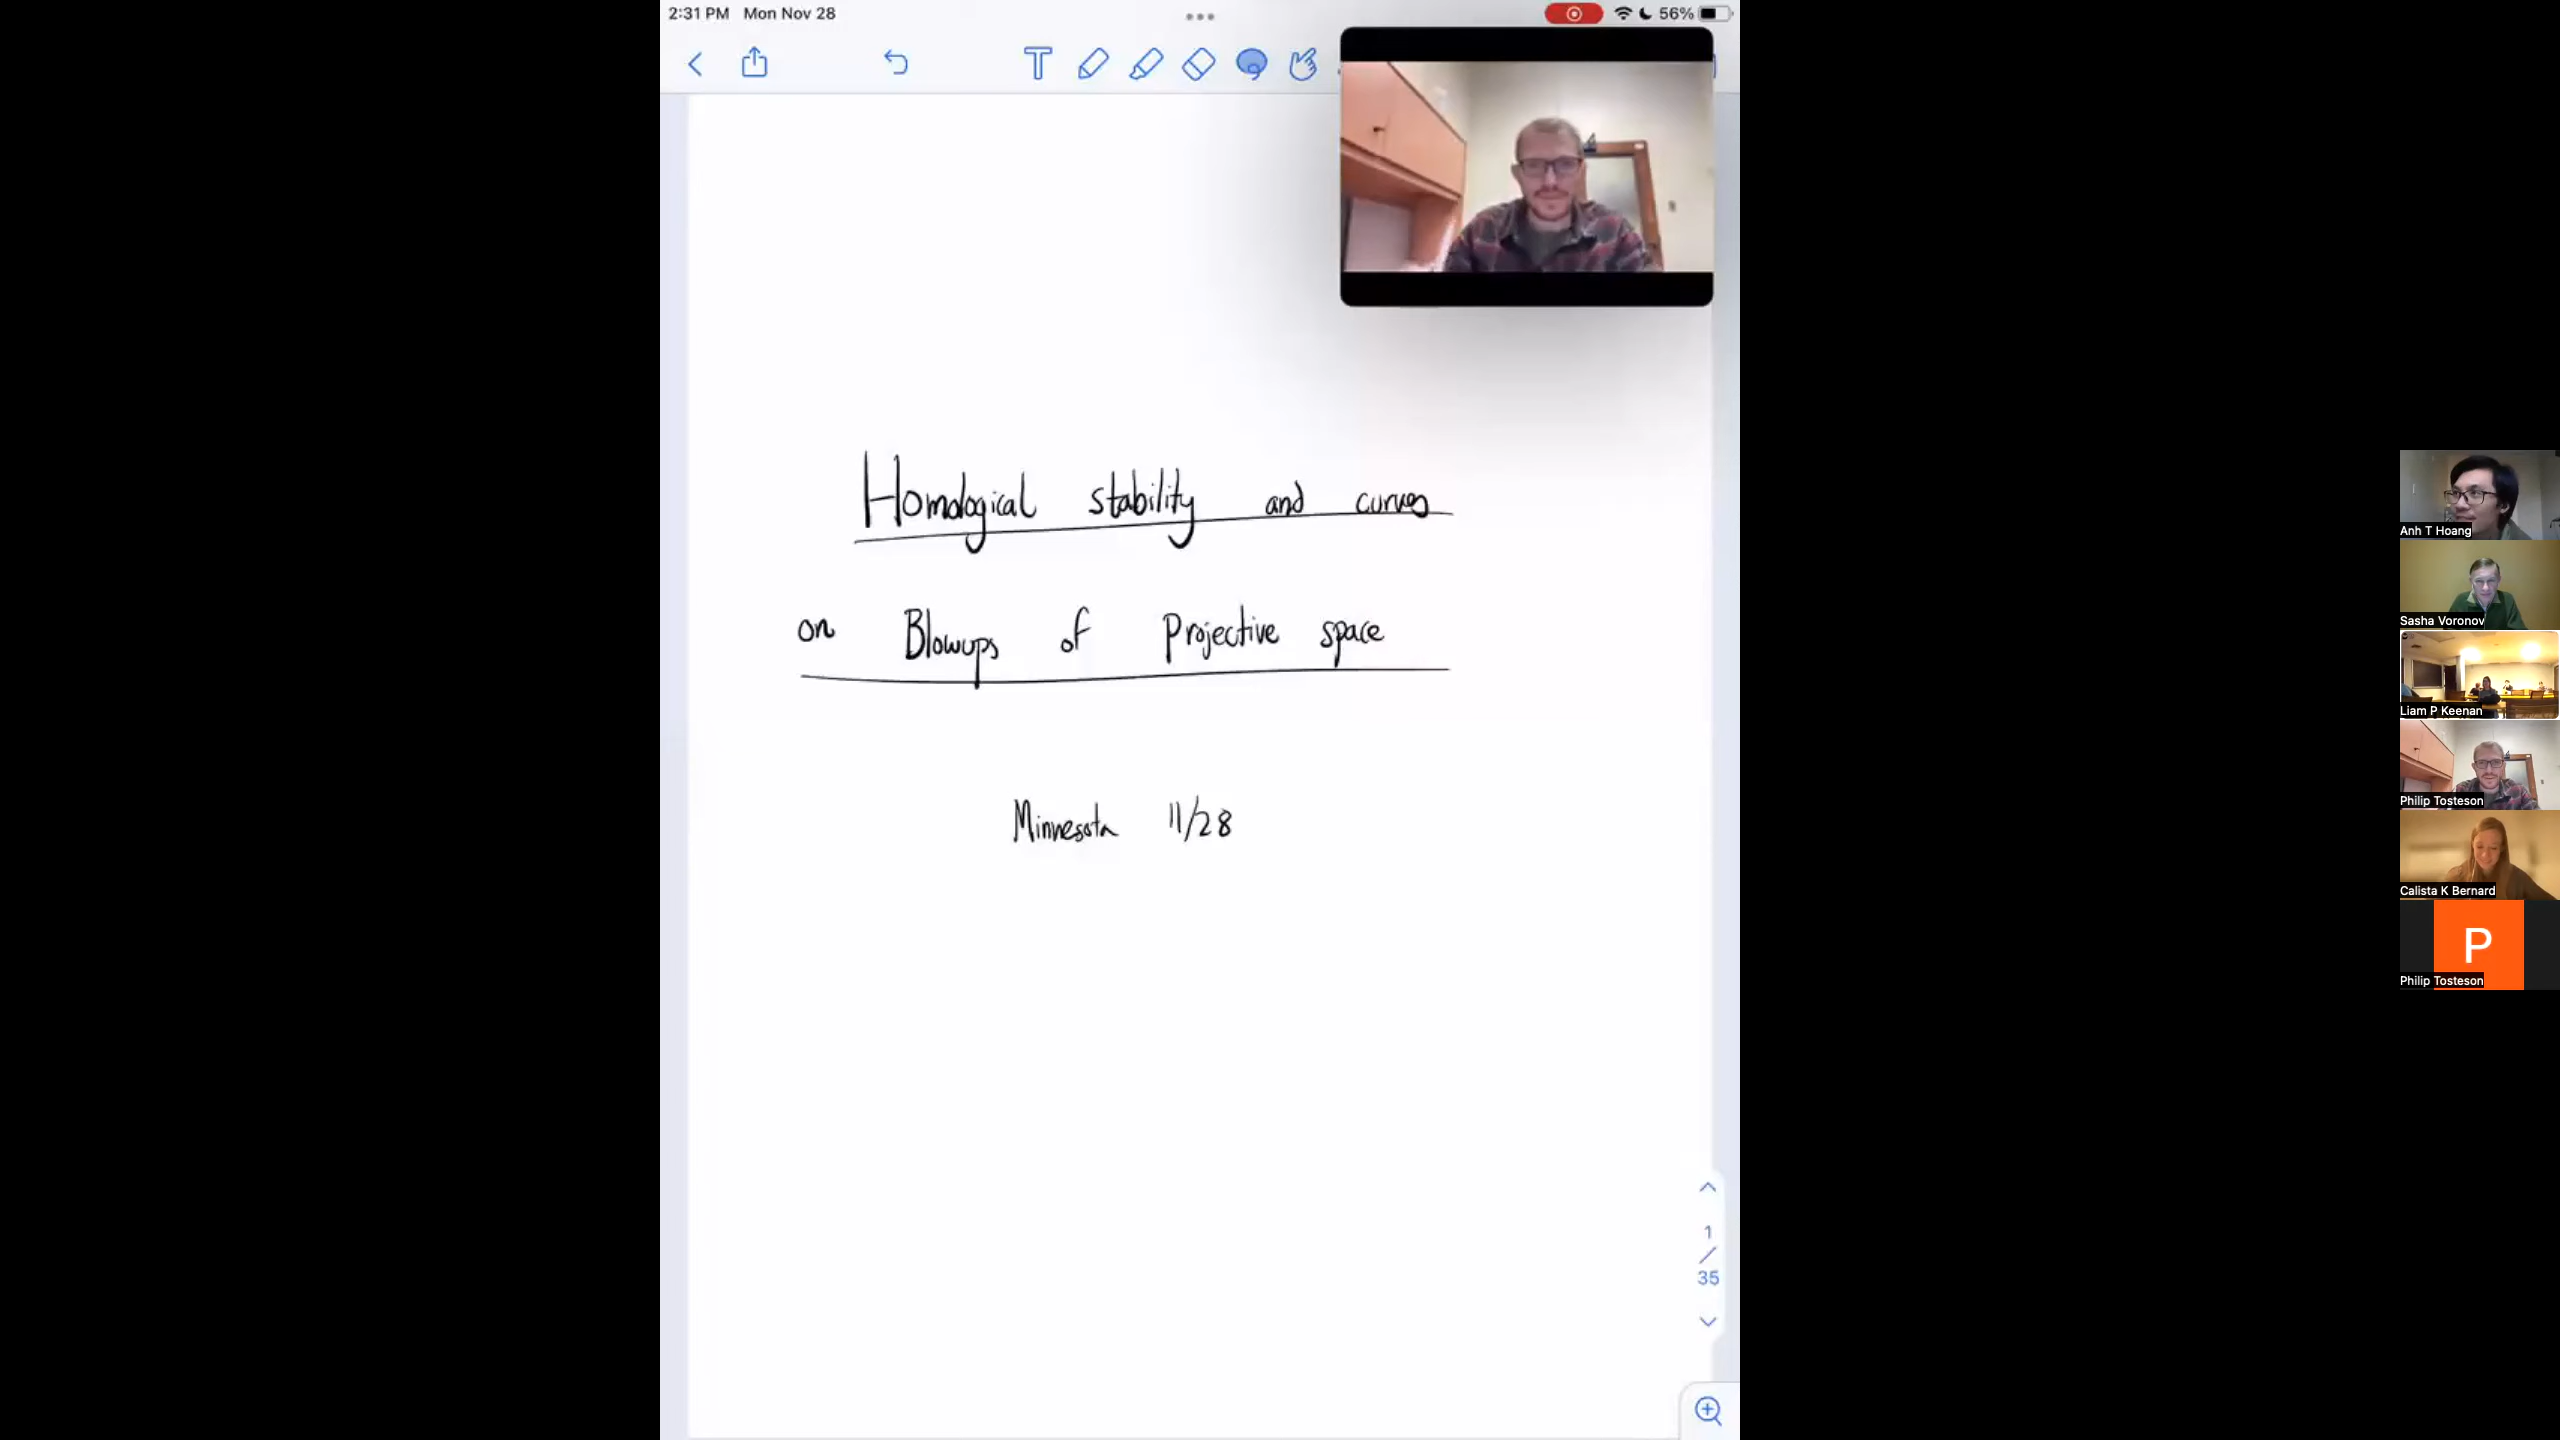 2:31 PM Mon Nov 28
56%
T
Homological stability and curves
on Blowups of Projective space
Minnesota 11/28
1
/
35
Anh T Hoang
Sasha Voronov
Liam P Keenan
Philip Tosteson
Calista K Bernard
P
Philip Tosteson